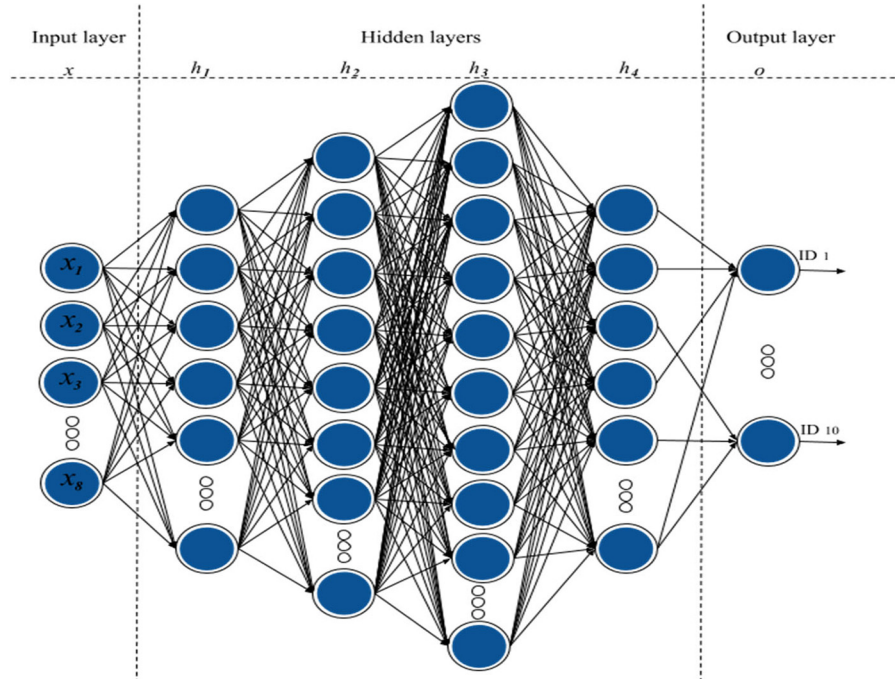 Input layer Hidden layers Output layer
x h1 h2 h3 h4 o
x1
x2
x3
x8
ID 1
ID 10